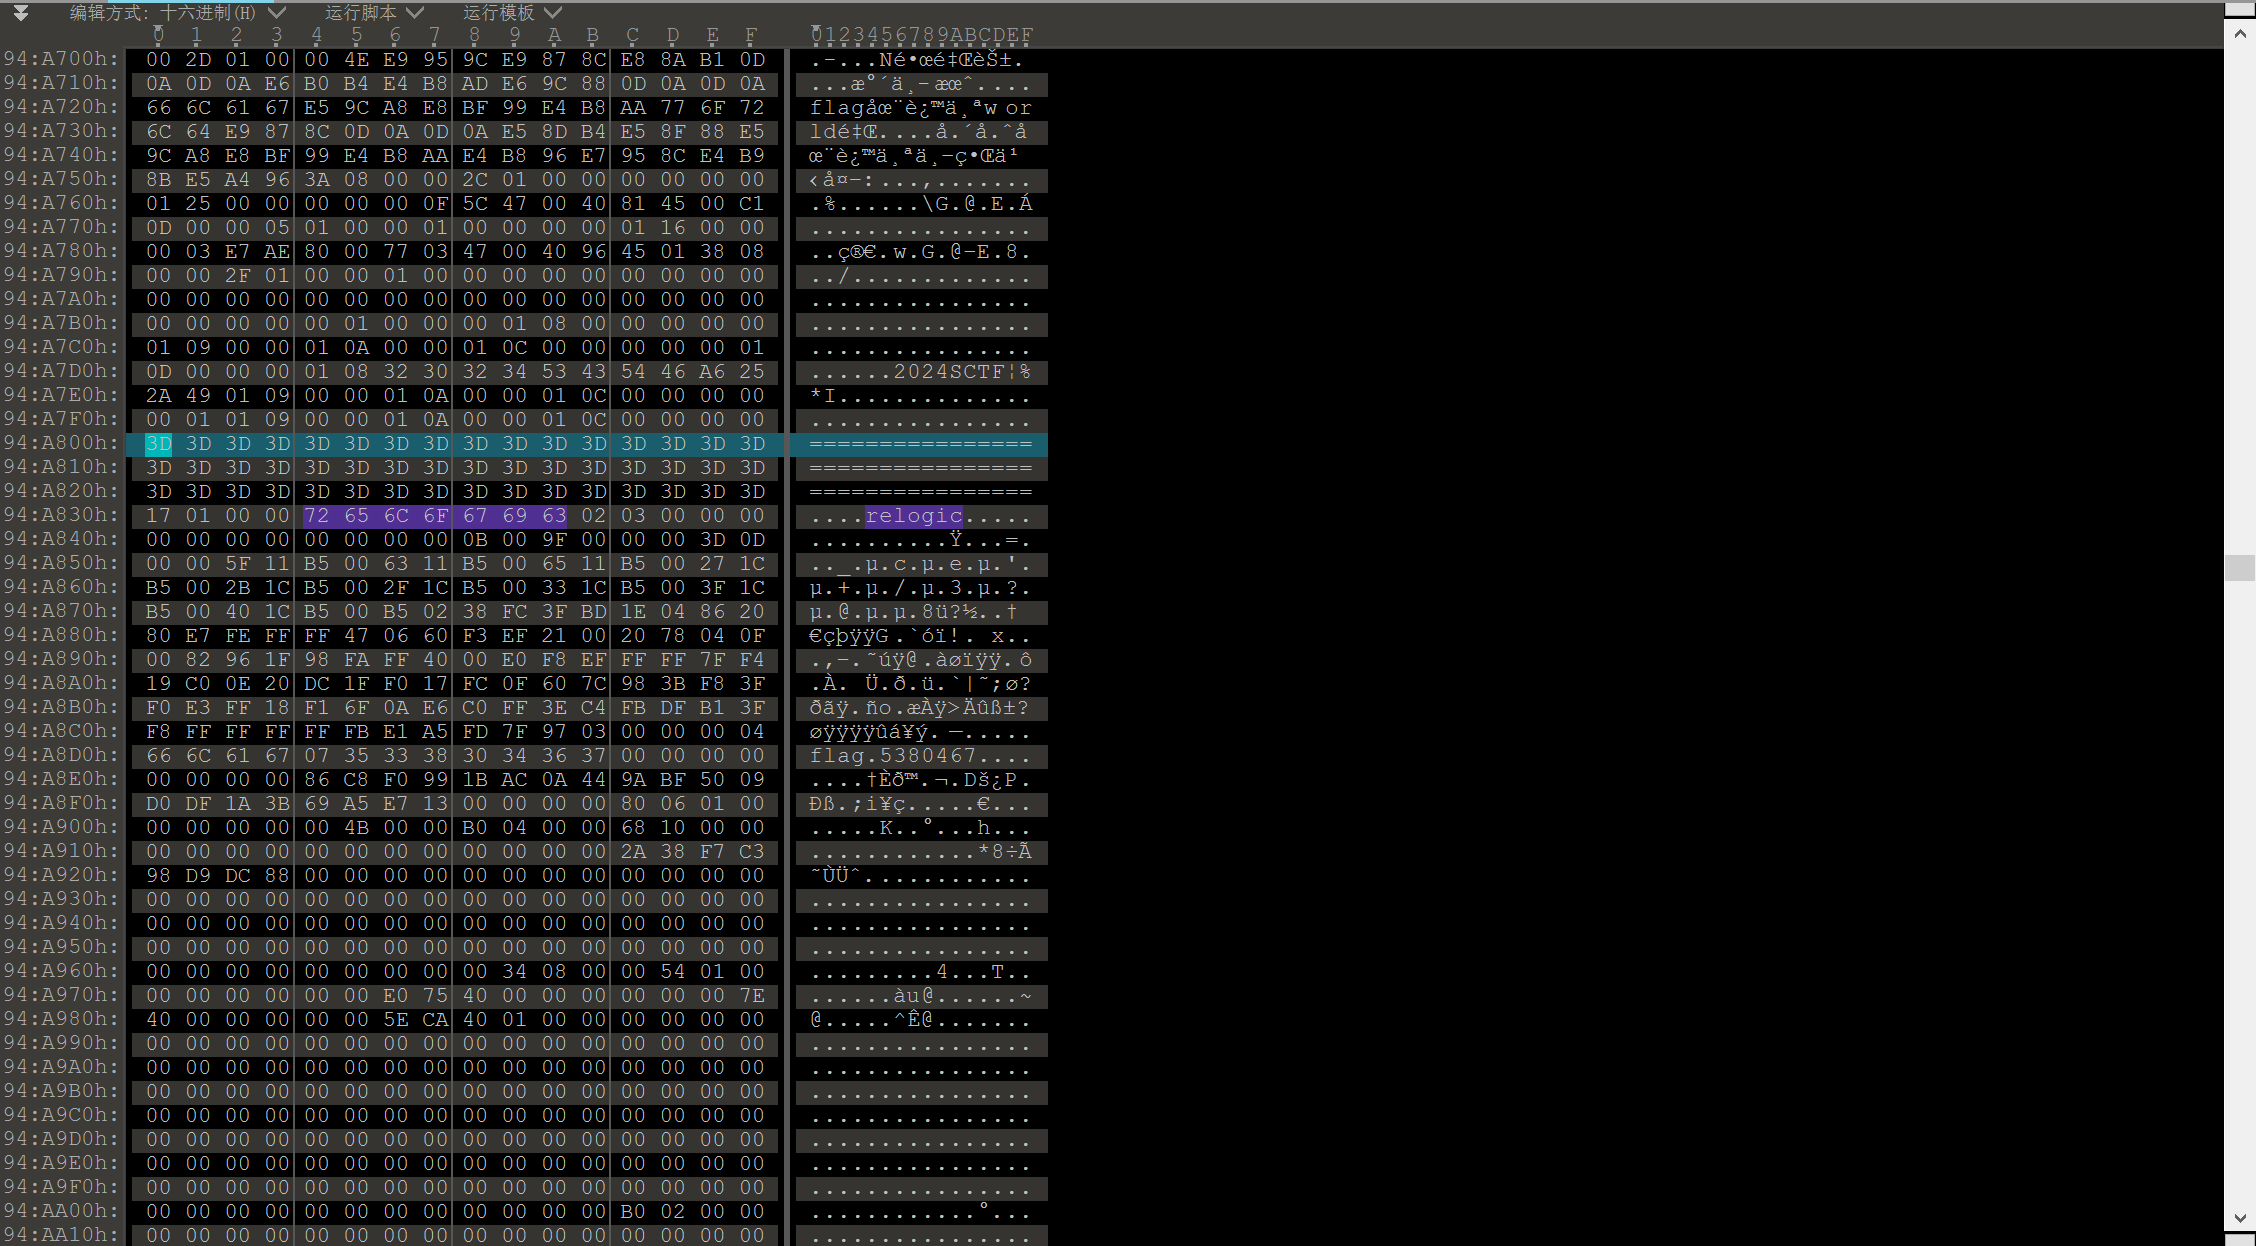 编辑方式: 十六进制(H) 运行脚本 运行模板
0 1 2 3 4 5 6 7 8 9 A B C D E F 0123456789ABCDEF
94:A700h: 00 2D 01 00 00 4E E9 95 9C E9 87 8C E8 8A B1 0D .-...Né•œé‡ŒèŠ±.
94:A710h: 0A 0D 0A E6 B0 B4 E4 B8 AD E6 9C 88 0D 0A 0D 0A ...æ°´ä¸-æœˆ....
94:A720h: 66 6C 61 67 E5 9C A8 E8 BF 99 E4 B8 AA 77 6F 72 flagåœ¨è¿™ä¸ªwor
94:A730h: 6C 64 E9 87 8C 0D 0A 0D 0A E5 8D B4 E5 8F 88 E5 ldé‡Œ....å.´å.ˆå
94:A740h: 9C A8 E8 BF 99 E4 B8 AA E4 B8 96 E7 95 8C E4 B9 œ¨è¿™ä¸ªä¸–ç•Œä¹
94:A750h: 8B E5 A4 96 3A 08 00 00 2C 01 00 00 00 00 00 00 ‹å¤–:...,.......
94:A760h: 01 25 00 00 00 00 00 0F 5C 47 00 40 81 45 00 C1 .%......\G.@.E.Á
94:A770h: 0D 00 00 05 01 00 00 01 00 00 00 00 01 16 00 00 ................
94:A780h: 00 03 E7 AE 80 00 77 03 47 00 40 96 45 01 38 08 ..ç®€.w.G.@–E.8.
94:A790h: 00 00 2F 01 00 00 01 00 00 00 00 00 00 00 00 00 ../.............
94:A7A0h: 00 00 00 00 00 00 00 00 00 00 00 00 00 00 00 00 ................
94:A7B0h: 00 00 00 00 00 01 00 00 00 01 08 00 00 00 00 00 ................
94:A7C0h: 01 09 00 00 01 0A 00 00 01 0C 00 00 00 00 00 01 ................
94:A7D0h: 0D 00 00 00 01 08 32 30 32 34 53 43 54 46 A6 25 ......2024SCTF¦%
94:A7E0h: 2A 49 01 09 00 00 01 0A 00 00 01 0C 00 00 00 00 *I..............
94:A7F0h: 00 01 01 09 00 00 01 0A 00 00 01 0C 00 00 00 00 ................
94:A800h: 3D 3D 3D 3D 3D 3D 3D 3D 3D 3D 3D 3D 3D 3D 3D 3D ================
94:A810h: 3D 3D 3D 3D 3D 3D 3D 3D 3D 3D 3D 3D 3D 3D 3D 3D ================
94:A820h: 3D 3D 3D 3D 3D 3D 3D 3D 3D 3D 3D 3D 3D 3D 3D 3D ================
94:A830h: 17 01 00 00 72 65 6C 6F 67 69 63 02 03 00 00 00 ....relogic.....
94:A840h: 00 00 00 00 00 00 00 00 0B 00 9F 00 00 00 3D 0D ..........Ÿ...=.
94:A850h: 00 00 5F 11 B5 00 63 11 B5 00 65 11 B5 00 27 1C .._.µ.c.µ.e.µ.'.
94:A860h: B5 00 2B 1C B5 00 2F 1C B5 00 33 1C B5 00 3F 1C µ.+.µ./.µ.3.µ.?.
94:A870h: B5 00 40 1C B5 00 B5 02 38 FC 3F BD 1E 04 86 20 µ.@.µ.µ.8ü?½..†
94:A880h: 80 E7 FE FF FF 47 06 60 F3 EF 21 00 20 78 04 0F €çþÿÿG.`óï!. x..
94:A890h: 00 82 96 1F 98 FA FF 40 00 E0 F8 EF FF FF 7F F4 .‚–.˜úÿ@.àøïÿÿ.ô
94:A8A0h: 19 C0 0E 20 DC 1F F0 17 FC 0F 60 7C 98 3B F8 3F .À. Ü.ð.ü.`|˜;ø?
94:A8B0h: F0 E3 FF 18 F1 6F 0A E6 C0 FF 3E C4 FB DF B1 3F ðãÿ.ño.æÀÿ>Äûß±?
94:A8C0h: F8 FF FF FF FF FB E1 A5 FD 7F 97 03 00 00 00 04 øÿÿÿÿûá¥ý.—.....
94:A8D0h: 66 6C 61 67 07 35 33 38 30 34 36 37 00 00 00 00 flag.5380467....
94:A8E0h: 00 00 00 00 86 C8 F0 99 1B AC 0A 44 9A BF 50 09 ....†Èð™.¬.Dš¿P.
94:A8F0h: D0 DF 1A 3B 69 A5 E7 13 00 00 00 00 80 06 01 00 Ðß.;i¥ç.....€...
94:A900h: 00 00 00 00 00 4B 00 00 B0 04 00 00 68 10 00 00 .....K..°...h...
94:A910h: 00 00 00 00 00 00 00 00 00 00 00 00 2A 38 F7 C3 ............*8÷Ã
94:A920h: 98 D9 DC 88 00 00 00 00 00 00 00 00 00 00 00 00 ˜ÙÜˆ............
94:A930h: 00 00 00 00 00 00 00 00 00 00 00 00 00 00 00 00 ................
94:A940h: 00 00 00 00 00 00 00 00 00 00 00 00 00 00 00 00 ................
94:A950h: 00 00 00 00 00 00 00 00 00 00 00 00 00 00 00 00 ................
94:A960h: 00 00 00 00 00 00 00 00 00 34 08 00 00 54 01 00 .........4...T..
94:A970h: 00 00 00 00 00 00 E0 75 40 00 00 00 00 00 00 7E ......àu@......~
94:A980h: 40 00 00 00 00 00 5E CA 40 01 00 00 00 00 00 00 @.....^Ê@.......
94:A990h: 00 00 00 00 00 00 00 00 00 00 00 00 00 00 00 00 ................
94:A9A0h: 00 00 00 00 00 00 00 00 00 00 00 00 00 00 00 00 ................
94:A9B0h: 00 00 00 00 00 00 00 00 00 00 00 00 00 00 00 00 ................
94:A9C0h: 00 00 00 00 00 00 00 00 00 00 00 00 00 00 00 00 ................
94:A9D0h: 00 00 00 00 00 00 00 00 00 00 00 00 00 00 00 00 ................
94:A9E0h: 00 00 00 00 00 00 00 00 00 00 00 00 00 00 00 00 ................
94:A9F0h: 00 00 00 00 00 00 00 00 00 00 00 00 00 00 00 00 ................
94:AA00h: 00 00 00 00 00 00 00 00 00 00 00 00 B0 02 00 00 ............°...
94:AA10h: 00 00 00 00 00 00 00 00 00 00 00 00 00 00 00 00 ................